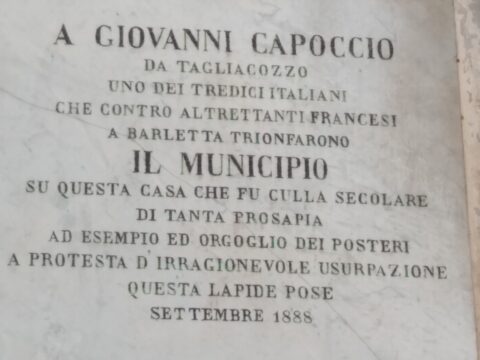 A GIOVANNI CAPOCCIO
DA TAGLIACOZZO
UNO DEI TREDICI ITALIANI
CHE CONTRO ALTRETTANTI FRANCESI
A BARLETTA TRIONFARONO
IL MUNICIPIO
SU QUESTA CASA CHE FU CULLA SECOLARE
DI TANTA PROSAPIA
AD ESEMPIO ED ORGOGLIO DEI POSTERI
A PROTESTA D'IRRAGIONEVOLE USURPAZIONE
QUESTA LAPIDE POSE
SETTEMBRE 1888